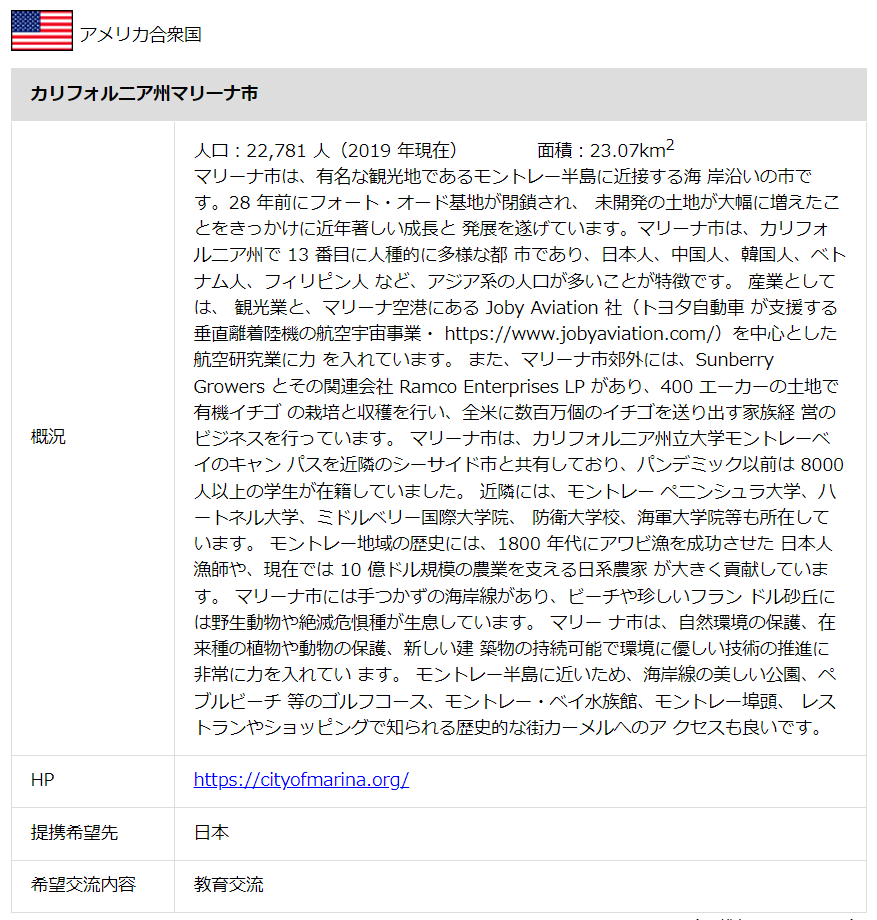 アメリカ合衆国
カリフォルニア州マリーナ市
概況
人口：22,781 人（2019 年現在） 面積：23.07km2
マリーナ市は、有名な観光地であるモントレー半島に近接する海 岸沿いの市で
す。28 年前にフォート・オード基地が閉鎖され、 未開発の土地が大幅に増えたこ
とをきっかけに近年著しい成長と 発展を遂げています。マリーナ市は、カリフォ
ルニア州で 13 番目に人種的に多様な都 市であり、日本人、中国人、韓国人、ベト
ナム人、フィリピン人 など、アジア系の人口が多いことが特徴です。 産業として
は、 観光業と、マリーナ空港にある Joby Aviation 社（トヨタ自動車 が支援する
垂直離着陸機の航空宇宙事業・ https://www.jobyaviation.com/）を中心とした
航空研究業に力 を入れています。 また、マリーナ市郊外には、Sunberry
Growers とその関連会社 Ramco Enterprises LP があり、400 エーカーの土地で
有機イチゴ の栽培と収穫を行い、全米に数百万個のイチゴを送り出す家族経 営の
ビジネスを行っています。 マリーナ市は、カリフォルニア州立大学モントレーベ
イのキャン パスを近隣のシーサイド市と共有しており、パンデミック以前は 8000
人以上の学生が在籍していました。 近隣には、モントレー ペニンシュラ大学、ハ
ートネル大学、ミドルベリー国際大学院、 防衛大学校、海軍大学院等も所在して
います。 モントレー地域の歴史には、1800 年代にアワビ漁を成功させた 日本人
漁師や、現在では 10 億ドル規模の農業を支える日系農家 が大きく貢献していま
す。 マリーナ市には手つかずの海岸線があり、ビーチや珍しいフラン ドル砂丘に
は野生動物や絶滅危惧種が生息しています。 マリー ナ市は、自然環境の保護、在
来種の植物や動物の保護、新しい建 築物の持続可能で環境に優しい技術の推進に
非常に力を入れてい ます。 モントレー半島に近いため、海岸線の美しい公園、ペ
ブルビーチ 等のゴルフコース、モントレー・ベイ水族館、モントレー埠頭、 レス
トランやショッピングで知られる歴史的な街カーメルへのア クセスも良いです。
HP
https://cityofmarina.org/
提携希望先
日本
希望交流内容
教育交流